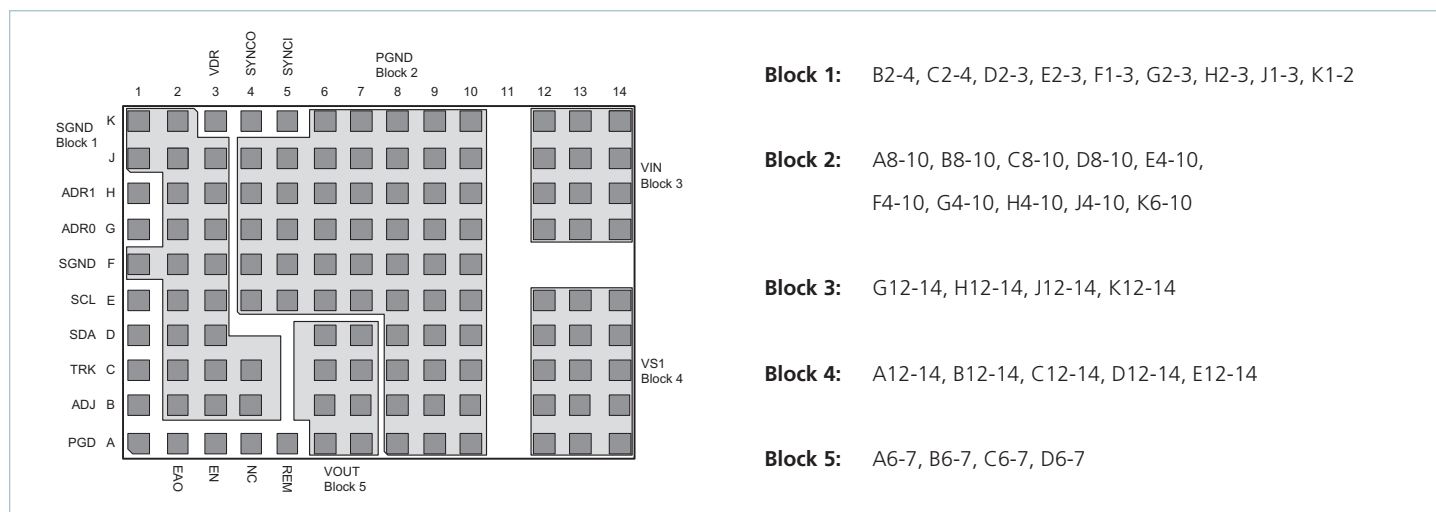 VDR
SYNCO
SYNCI
PGND
Block 2
1 2 3 4 5 6 7 8 9 10 11 12 13 14
SGND
Block 1
K
J
ADR1 H
ADR0 G
SGND F
SCL E
SDA D
TRK C
ADJ B
PGD A
VIN
Block 3
VS1
Block 4
EAO
EN
NC
REM
VOUT
Block 5
Block 1: B2-4, C2-4, D2-3, E2-3, F1-3, G2-3, H2-3, J1-3, K1-2
Block 2: A8-10, B8-10, C8-10, D8-10, E4-10,
F4-10, G4-10, H4-10, J4-10, K6-10
Block 3: G12-14, H12-14, J12-14, K12-14
Block 4: A12-14, B12-14, C12-14, D12-14, E12-14
Block 5: A6-7, B6-7, C6-7, D6-7